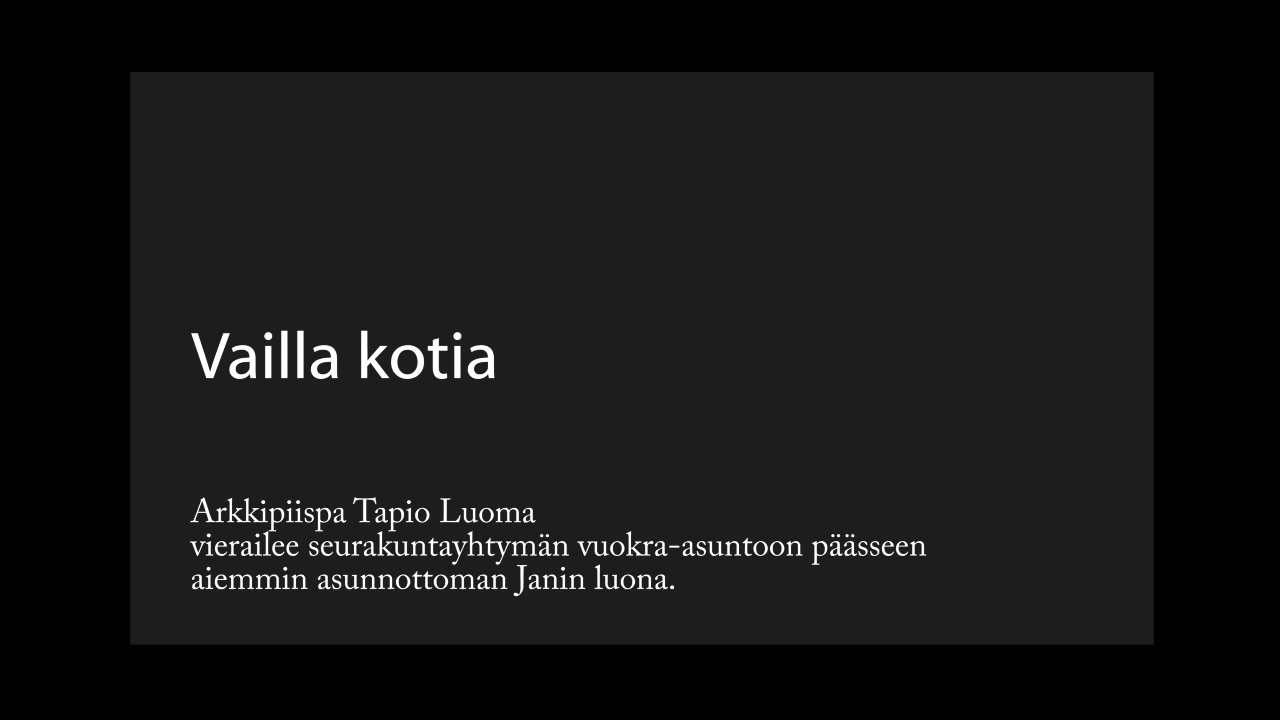 Vailla kotia
Arkkipiispa Tapio Luoma
vierailee seurakuntayhtymän vuokra-asuntoon päässeen
aiemmin asunnottoman Janin luona.